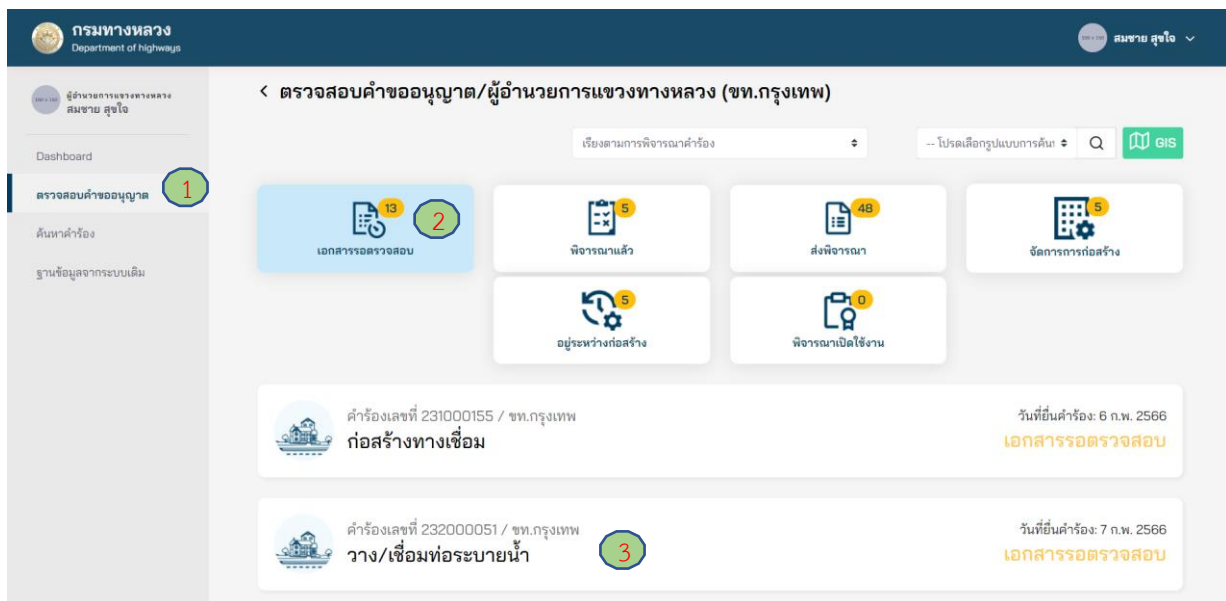 กรมทางหลวง
Department of highways
สมชาย สุขใจ
ผู้อำนวยการแขวงทางหลวง
สมชาย สุขใจ
Dashboard
ตรวจสอบคำขออนุญาต
1
ค้นหาคำร้อง
ฐานข้อมูลจากระบบเดิม
< ตรวจสอบคำขออนุญาต/ผู้อำนวยการแขวงทางหลวง (ขท.กรุงเทพ)
เรียงตามการพิจารณาคำร้อง
-- โปรดเลือกรูปแบบการค้นห
GIS
13
2
เอกสารรอตรวจสอบ
5
พิจารณาแล้ว
48
ส่งพิจารณา
5
จัดการการก่อสร้าง
5
อยู่ระหว่างก่อสร้าง
0
พิจารณาเปิดใช้งาน
คำร้องเลขที่ 231000155 / ขท.กรุงเทพ
ก่อสร้างทางเชื่อม
วันที่ยื่นคำร้อง: 6 ก.พ. 2566
เอกสารรอตรวจสอบ
คำร้องเลขที่ 232000051 / ขท.กรุงเทพ
วาง/เชื่อมท่อระบายน้ำ
3
วันที่ยื่นคำร้อง: 7 ก.พ. 2566
เอกสารรอตรวจสอบ